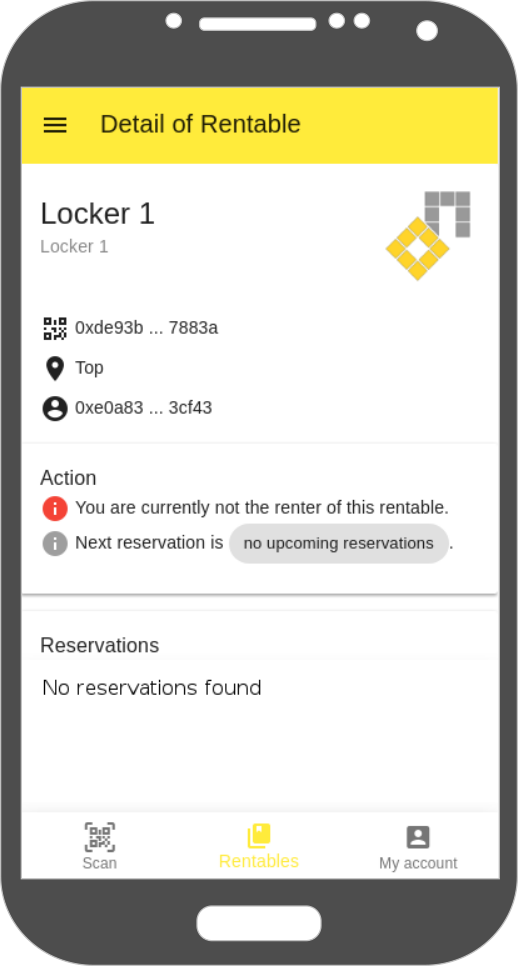 Detail of Rentable
Locker 1
Locker 1
0xde93b ... 7883a
Top
0xe0a83 ... 3cf43
Action
You are currently not the renter of this rentable.
Next reservation is no upcoming reservations .
Reservations
No reservations found
Scan
Rentables
My account